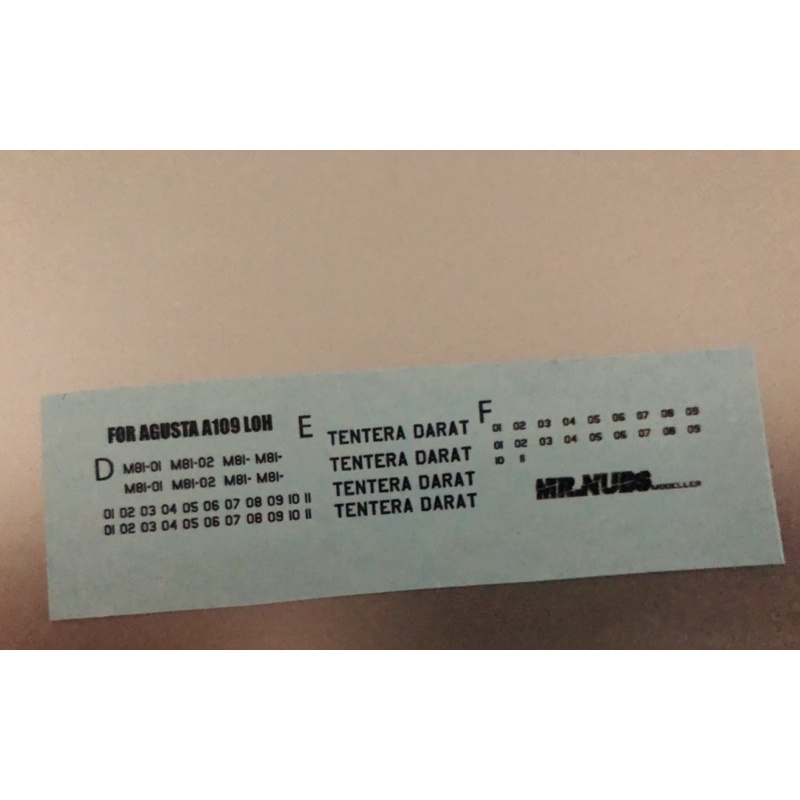 FOR AGUSTA A109 LOH
D
M81-01 M81-02 M81- M81-
M81-01 M81-02 M81- M81-
01 02 03 04 05 06 07 08 09 10 11
01 02 03 04 05 06 07 08 09 10 11
E
TENTERA DARAT
TENTERA DARAT
TENTERA DARAT
TENTERA DARAT
F
01 02 03 04 05 06 07 08 09
01 02 03 04 05 06 07 08 09
10 11
MR.NUBS MODELLER